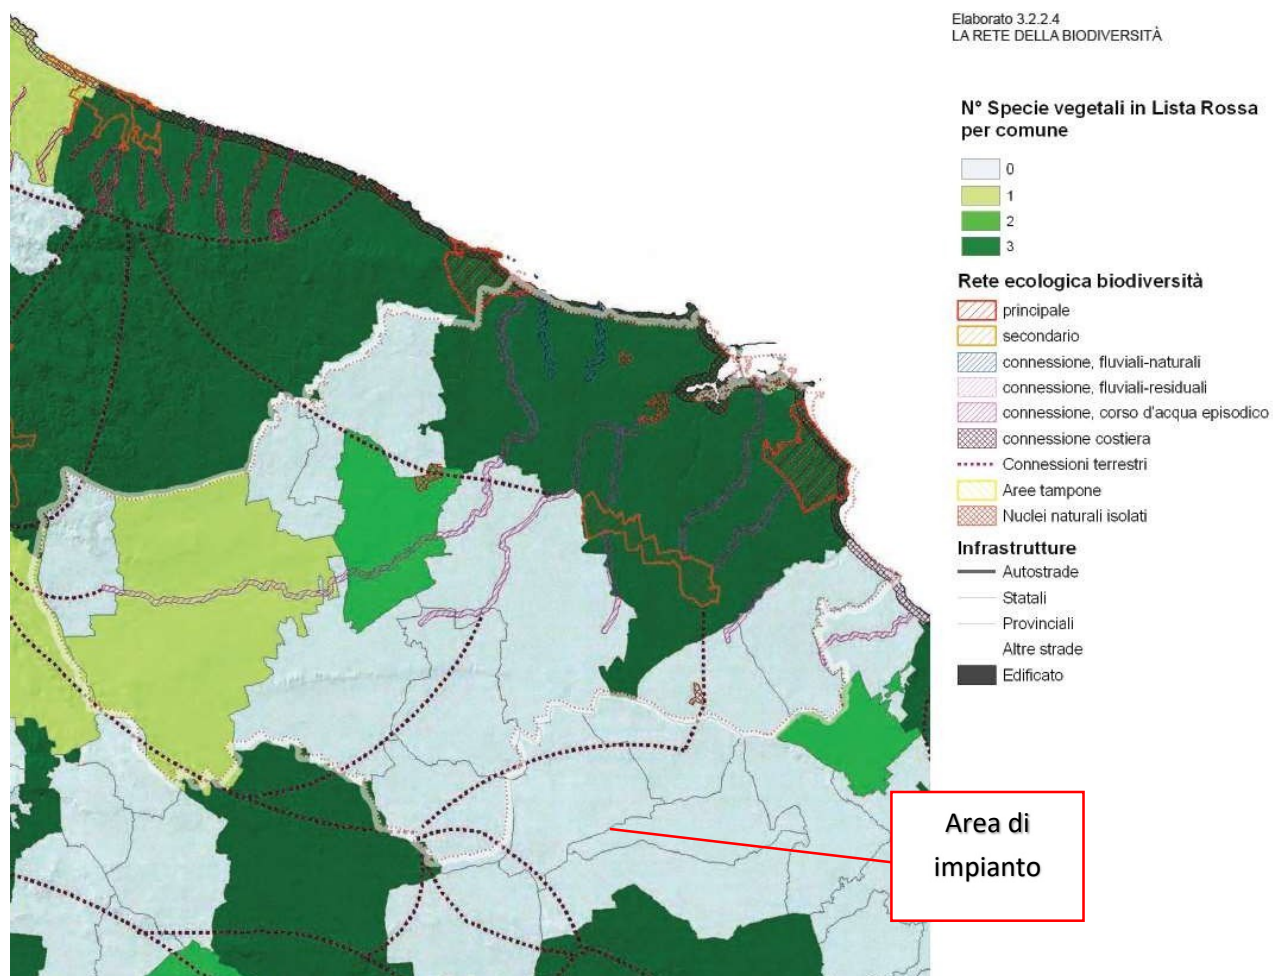 Elaborato 3.2.2.4
LA RETE DELLA BIODIVERSITÀ
N° Specie vegetali in Lista Rossa
per comune
0
1
2
3
Rete ecologica biodiversità
principale
secondario
connessione, fluviali-naturali
connessione, fluviali-residuali
connessione, corso d'acqua episodico
connessione costiera
Connessioni terrestri
Aree tampone
Nuclei naturali isolati
Infrastrutture
Autostrade
Statali
Provinciali
Altre strade
Edificato
Area di
impianto